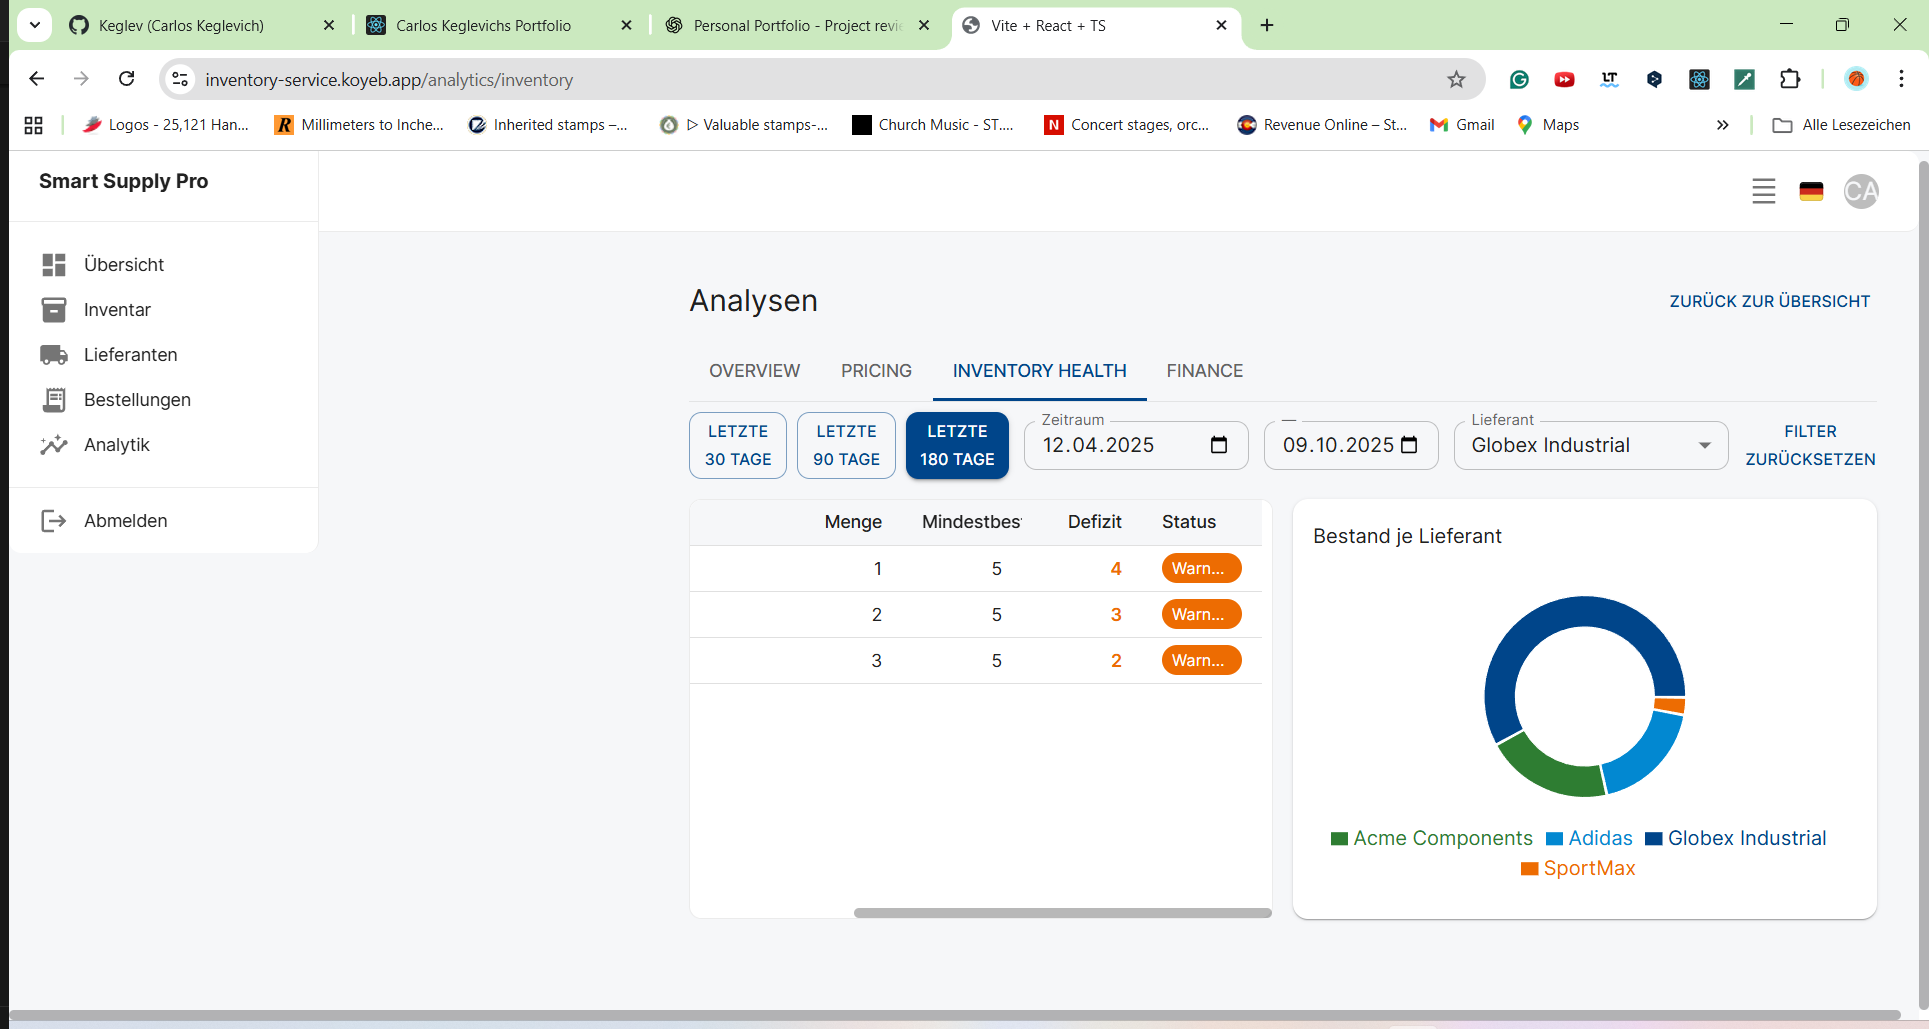 Keglev (Carlos Keglevich)
Carlos Keglevichs Portfolio
Personal Portfolio - Project revie
Vite + React + TS
inventory-service.koyeb.app/analytics/inventory
Logos - 25,121 Han...
Millimeters to Inche...
Inherited stamps –...
▷ Valuable stamps-...
Church Music - ST....
Concert stages, orc...
Revenue Online – St...
Gmail
Maps
Alle Lesezeichen
Smart Supply Pro
CA
Übersicht
Inventar
Lieferanten
Bestellungen
Analytik
Abmelden
Analysen
ZURÜCK ZUR ÜBERSICHT
OVERVIEW PRICING INVENTORY HEALTH FINANCE
LETZTE
30 TAGE
LETZTE
90 TAGE
LETZTE
180 TAGE
Zeitraum
12.04.2025
—
09.10.2025
Lieferant
Globex Industrial
FILTER
ZURÜCKSETZEN
Menge Mindestbes Defizit Status
1 5 4 Warn...
2 5 3 Warn...
3 5 2 Warn...
Bestand je Lieferant
Acme Components Adidas Globex Industrial
SportMax